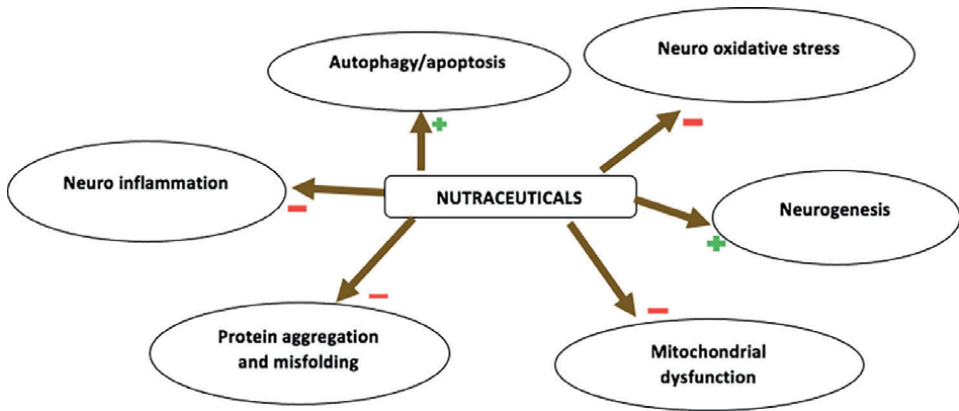 Neuro oxidative stress
Autophagy/apoptosis
Neuro inflammation
NUTRACEUTICALS
Neurogenesis
Protein aggregation
and misfolding
Mitochondrial
dysfunction